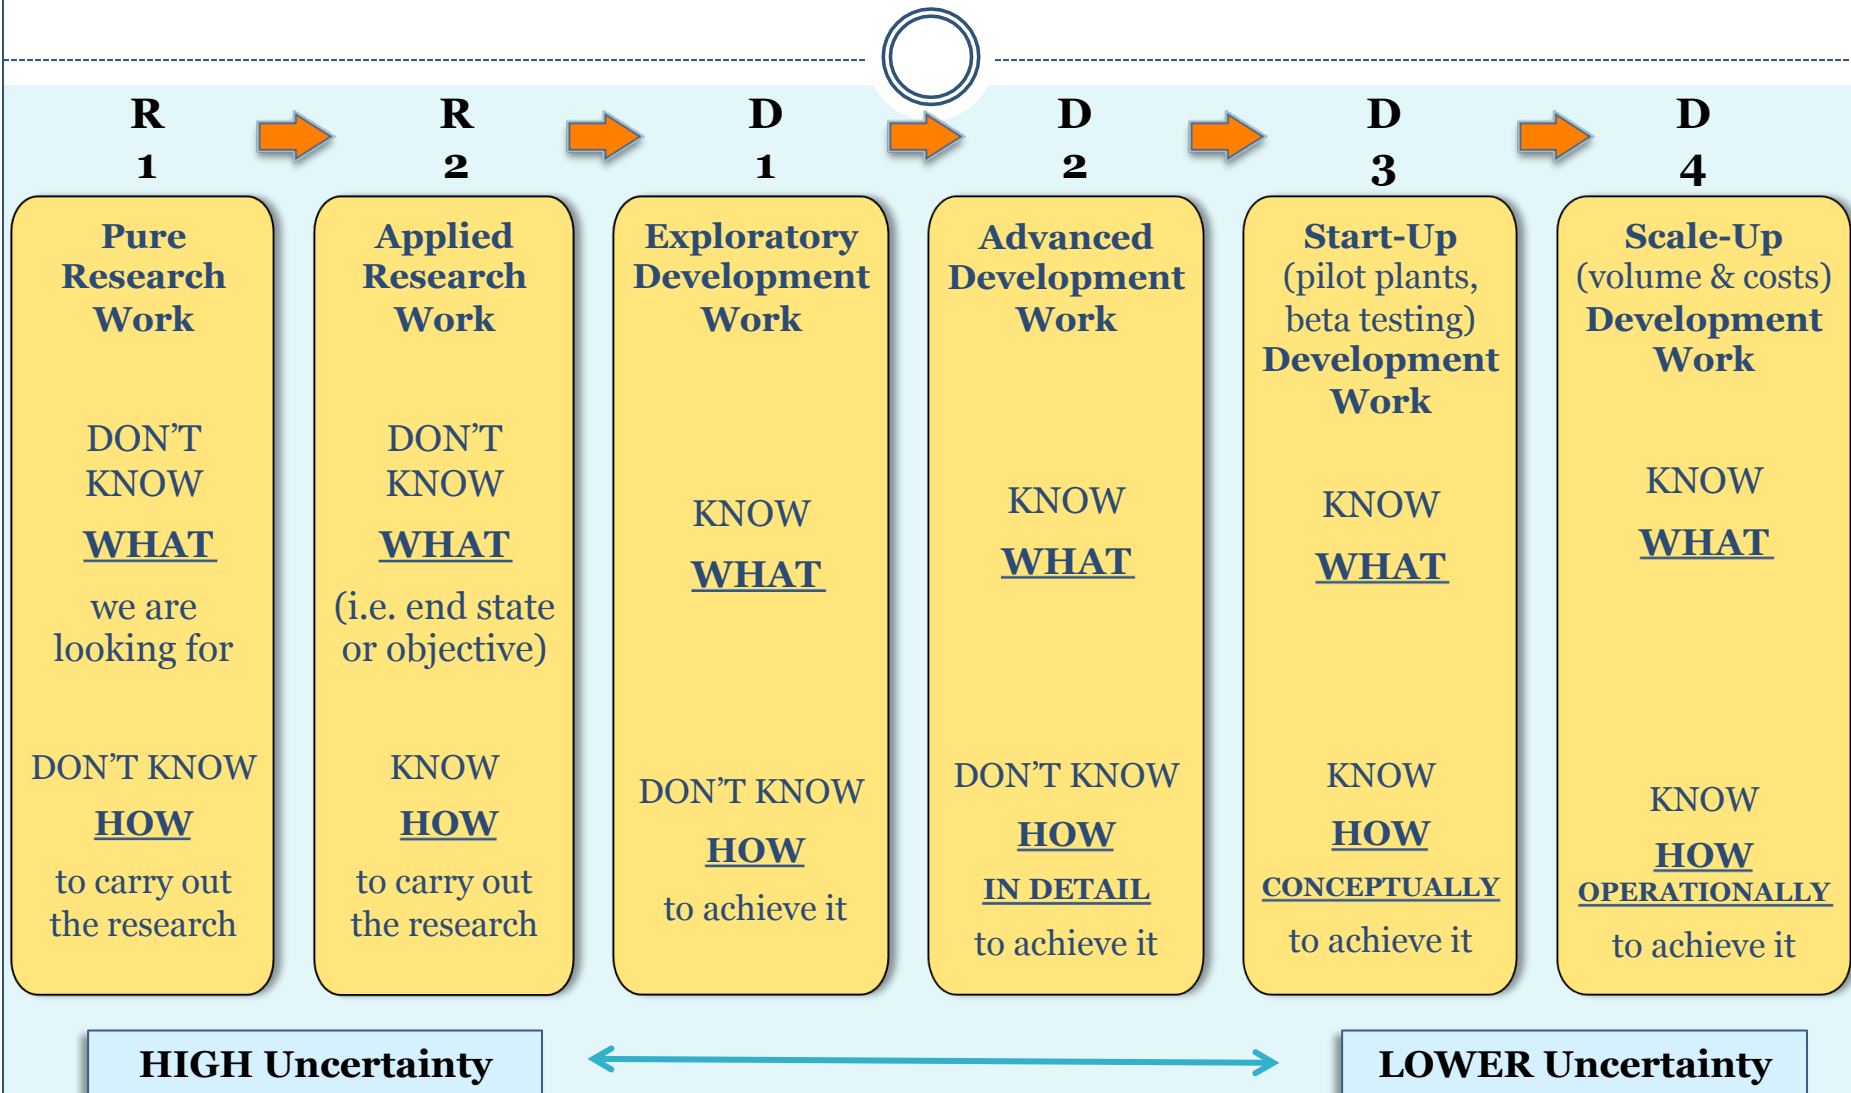 R
1
R
2
D
1
D
2
D
3
D
4
Pure
Research
Work
DON’T
KNOW
WHAT
we are
looking for
DON’T KNOW
HOW
to carry out
the research
Applied
Research
Work
DON’T
KNOW
WHAT
(i.e. end state
or objective)
KNOW
HOW
to carry out
the research
Exploratory
Development
Work
KNOW
WHAT
DON’T KNOW
HOW
to achieve it
Advanced
Development
Work
KNOW
WHAT
DON’T KNOW
HOW
IN DETAIL
to achieve it
Start-Up
(pilot plants,
beta testing)
Development
Work
KNOW
WHAT
KNOW
HOW
CONCEPTUALLY
to achieve it
Scale-Up
(volume & costs)
Development
Work
KNOW
WHAT
KNOW
HOW
OPERATIONALLY
to achieve it
HIGH Uncertainty
LOWER Uncertainty